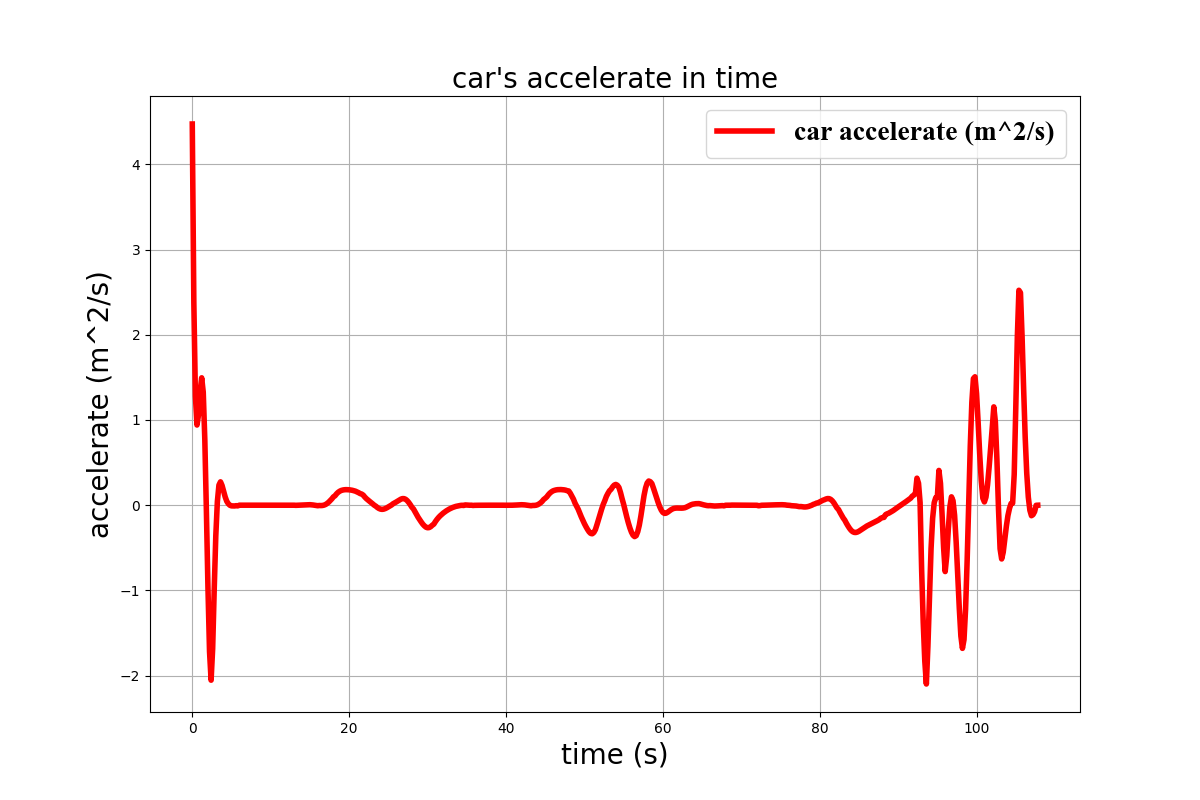 car's accelerate in time
car accelerate (m^2/s)
accelerate (m^2/s)
4
3
2
1
0
−1
−2
0 20 40 60 80 100
time (s)